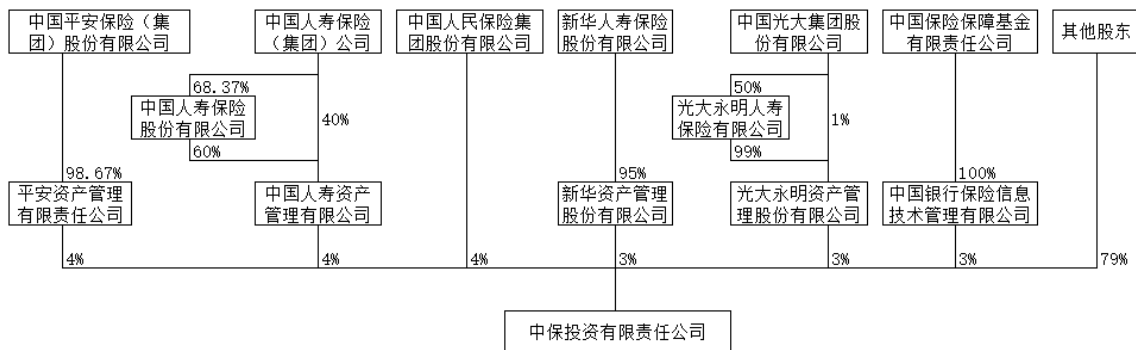 中国平安保险（集
团）股份有限公司
中国人寿保险
（集团）公司
中国人民保险集
团股份有限公司
新华人寿保险
股份有限公司
中国光大集团股
份有限公司
中国保险保障基金
有限责任公司
其他股东
68.37%
中国人寿保险
股份有限公司
60%
40%
50%
光大永明人寿
保险有限公司
99%
1%
98.67%
95%
100%
平安资产管理
有限责任公司
中国人寿资产
管理有限公司
新华资产管理
股份有限公司
光大永明资产管
理股份有限公司
中国银行保险信息
技术管理有限公司
4%
4%
4%
3%
3%
3%
79%
中保投资有限责任公司